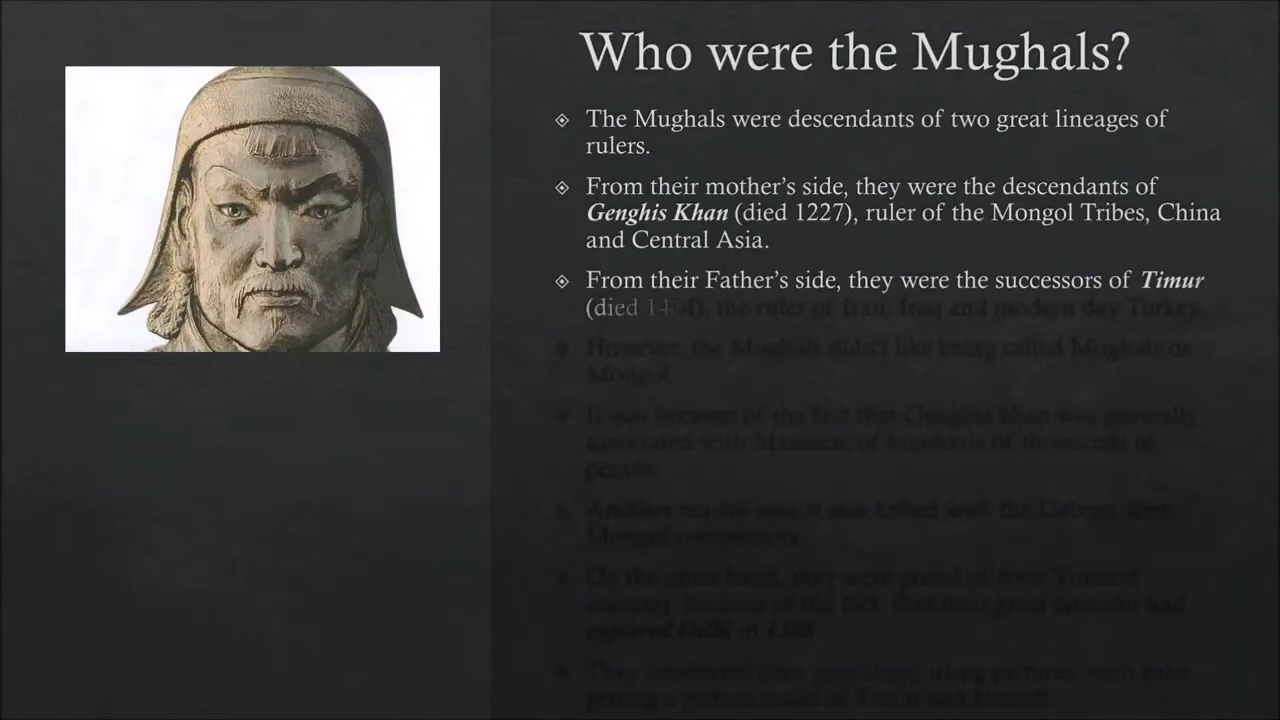 Who were the Mughals?
The Mughals were descendants of two great lineages of
rulers.
From their mother's side, they were the descendants of
Genghis Khan (died 1227), ruler of the Mongol Tribes, China
and Central Asia.
From their Father's side, they were the successors of Timur
(died 1404), the ruler of Iran, Iraq and modern day Turkey.
However, the Mughals didn't like being called Mughals or
Mongol
It was because of the fact that Genghis khan was generally
associated with Massacre of hundreds of thousands of
people.
Another was, it was linked with the Uzbegs, their
Mongol competitors.
On the other hand, they were proud of their Timurid
ancestry, because of the fact, that their great ancestor had
captured Delhi in
They celebrated their genealogy, using pictures, each ruler
getting a picture made of Timur and himself.